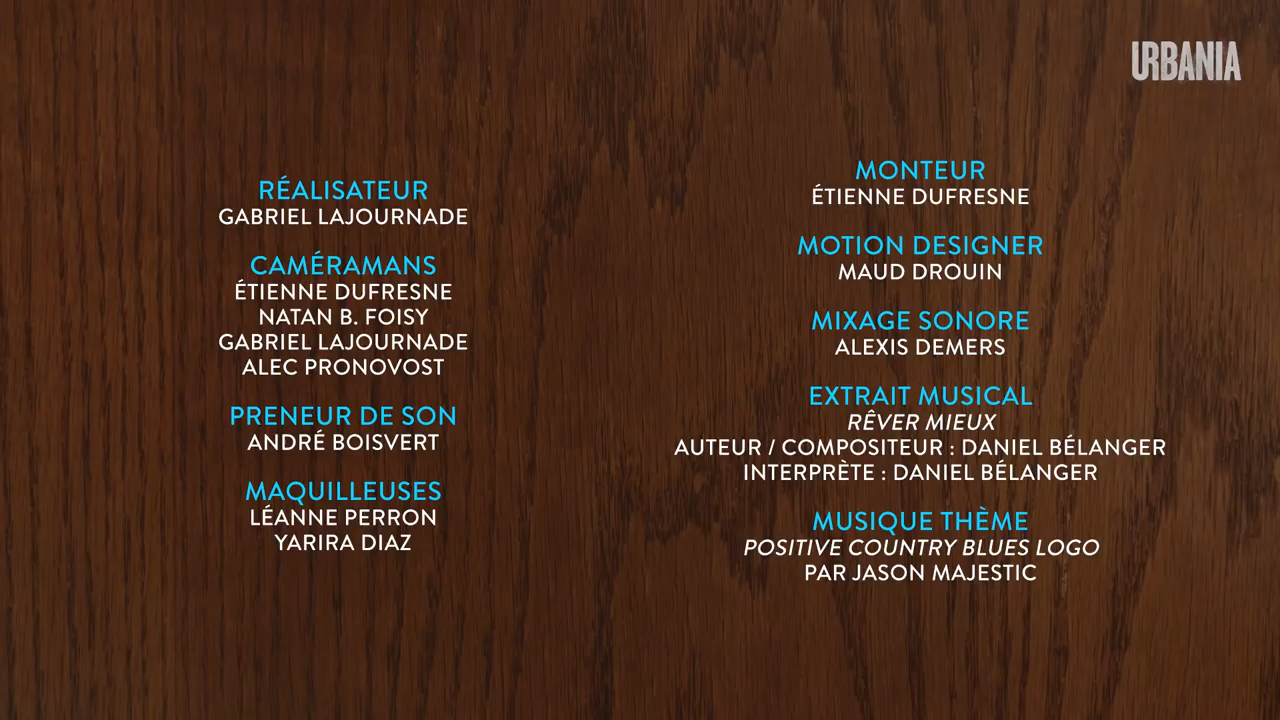 URBANIA
RÉALISATEUR
GABRIEL LAJOURNADE
CAMÉRAMANS
ÉTIENNE DUFRESNE
NATAN B. FOISY
GABRIEL LAJOURNADE
ALEC PRONOVOST
PRENEUR DE SON
ANDRÉ BOISVERT
MAQUILLEUSES
LÉANNE PERRON
YARIRA DIAZ
MONTEUR
ÉTIENNE DUFRESNE
MOTION DESIGNER
MAUD DROUIN
MIXAGE SONORE
ALEXIS DEMERS
EXTRAIT MUSICAL
RÊVER MIEUX
AUTEUR / COMPOSITEUR : DANIEL BÉLANGER
INTERPRÈTE : DANIEL BÉLANGER
MUSIQUE THÈME
POSITIVE COUNTRY BLUES LOGO
PAR JASON MAJESTIC